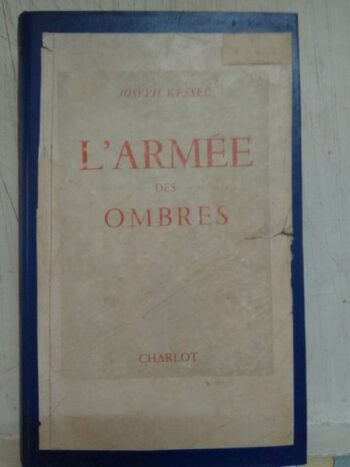 JOSEPH KESSEL
L'ARMÉE
DES
OMBRES
CHARLOT